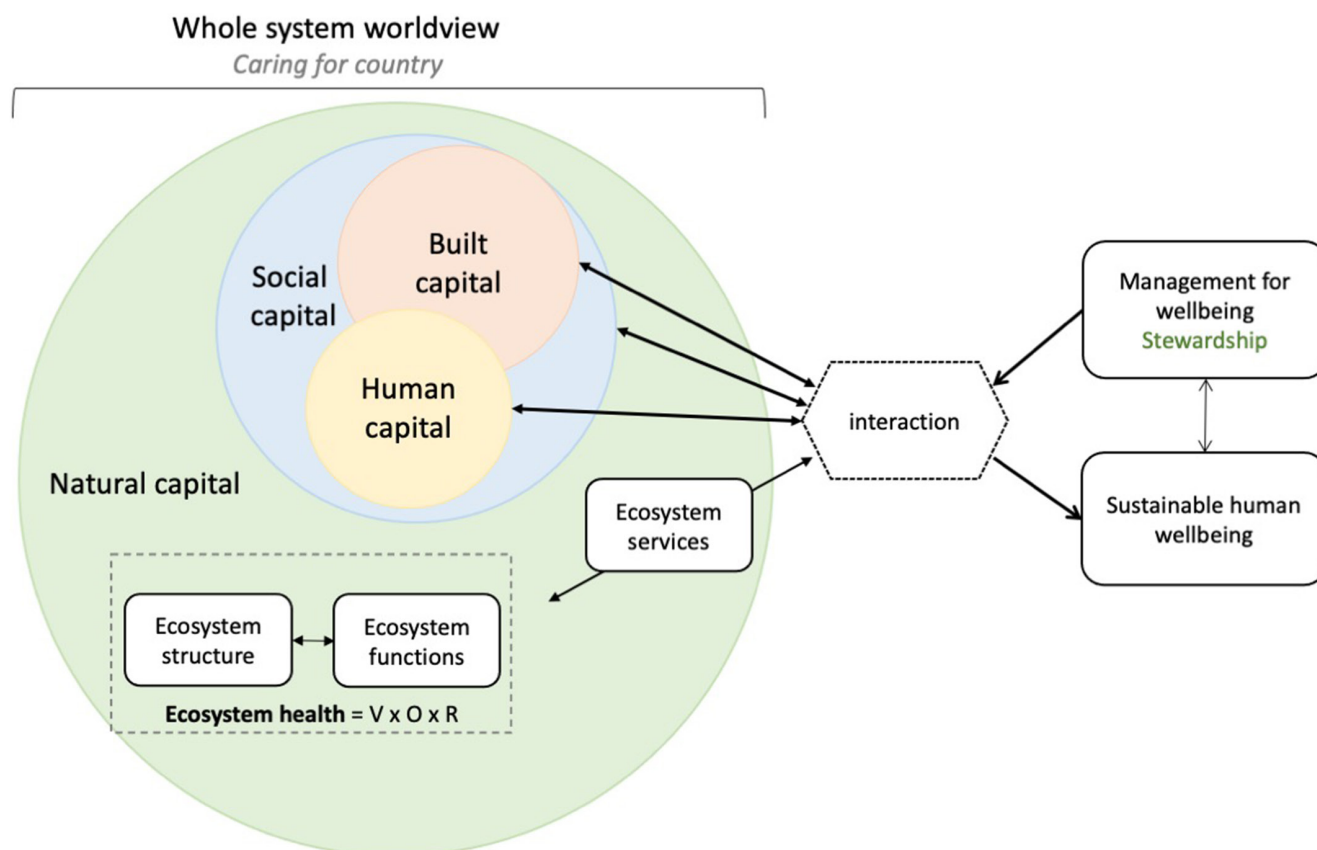 Whole system worldview
Caring for country
Built
capital
Social
capital
Human
capital
Natural capital
Ecosystem
services
Ecosystem
structure
Ecosystem
functions
Ecosystem health = V x O x R
interaction
Management for
wellbeing
Stewardship
Sustainable human
wellbeing